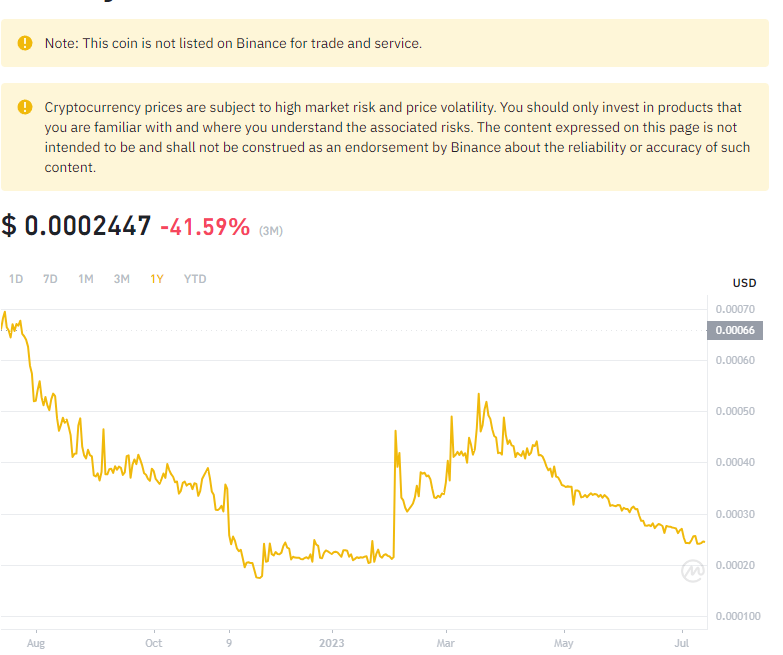 Note: This coin is not listed on Binance for trade and service.
Cryptocurrency prices are subject to high market risk and price volatility. You should only invest in products that
you are familiar with and where you understand the associated risks. The content expressed on this page is not
intended to be and shall not be construed as an endorsement by Binance about the reliability or accuracy of such
content.
$ 0.0002447 -41.59% (3M)
1D 7D 1M 3M 1Y YTD
USD
0.00070
0.00066
0.00060
0.00050
0.00040
0.00030
0.00020
0.000100
Aug Oct 9 2023 Mar May Jul